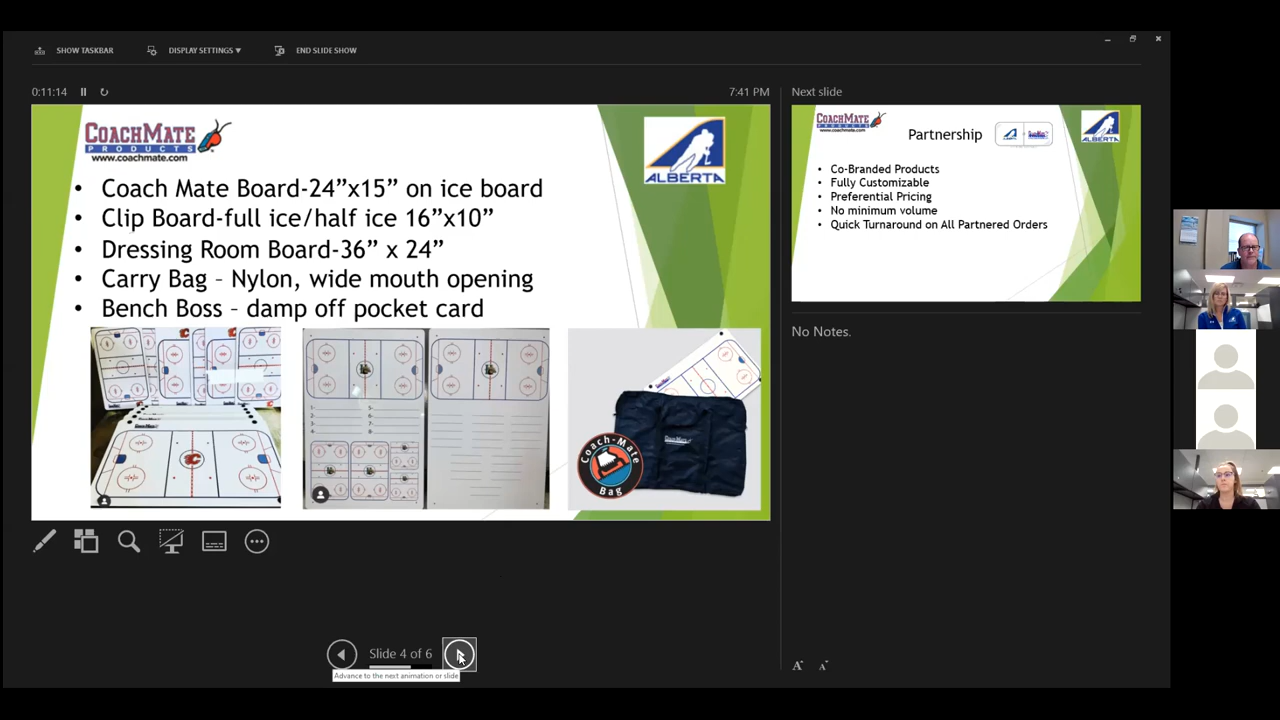 SHOW TASKBAR
DISPLAY SETTINGS ▾
END SLIDE SHOW
0:11:14
7:41 PM
COACHMATE
PRODUCTS
www.coachmate.com
ALBERTA
• Coach Mate Board-24”x15” on ice board
• Clip Board-full ice/half ice 16”x10”
• Dressing Room Board-36” x 24”
• Carry Bag – Nylon, wide mouth opening
• Bench Boss – damp off pocket card
Coach-Mate
Bag
Next slide
COACHMATE
PRODUCTS
www.coachmate.com
Partnership
ALBERTA
• Co-Branded Products
• Fully Customizable
• Preferential Pricing
• No minimum volume
• Quick Turnaround on All Partnered Orders
No Notes.
Slide 4 of 6
Advance to the next animation or slide
A
A